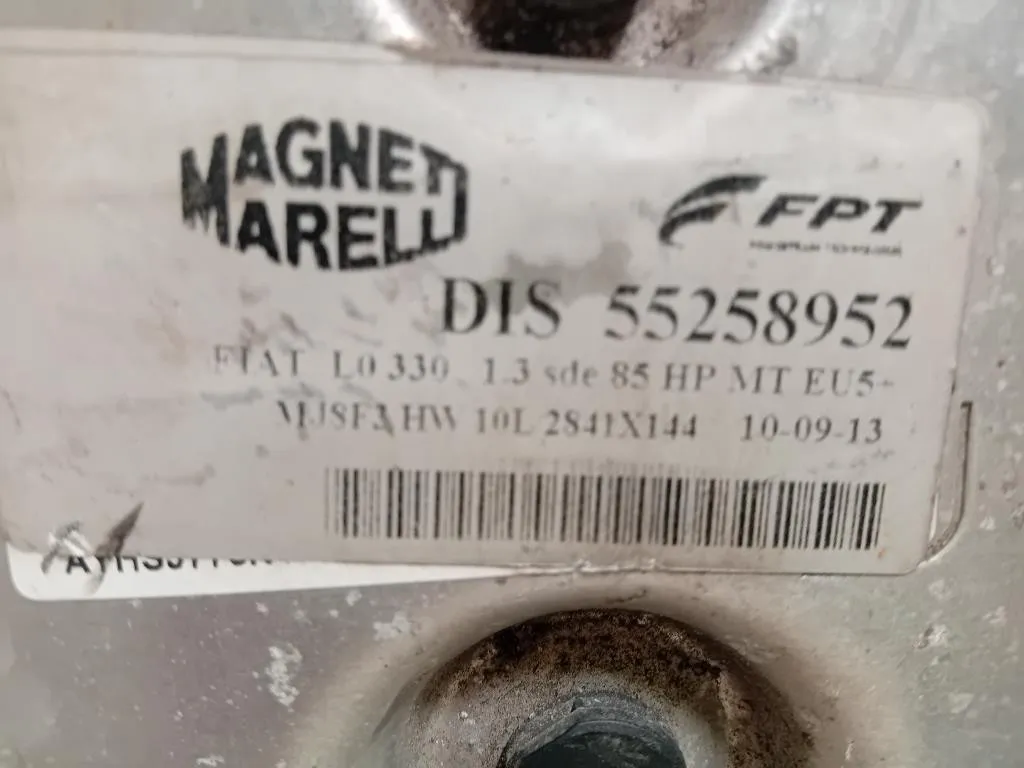 MAGNETI
MARELLI
FPT
DIS 55258952
FIAT L0 330 1.3 sde 85 HP MT EU5+
MJ8F3 HW 10L 2841X144 10-09-13